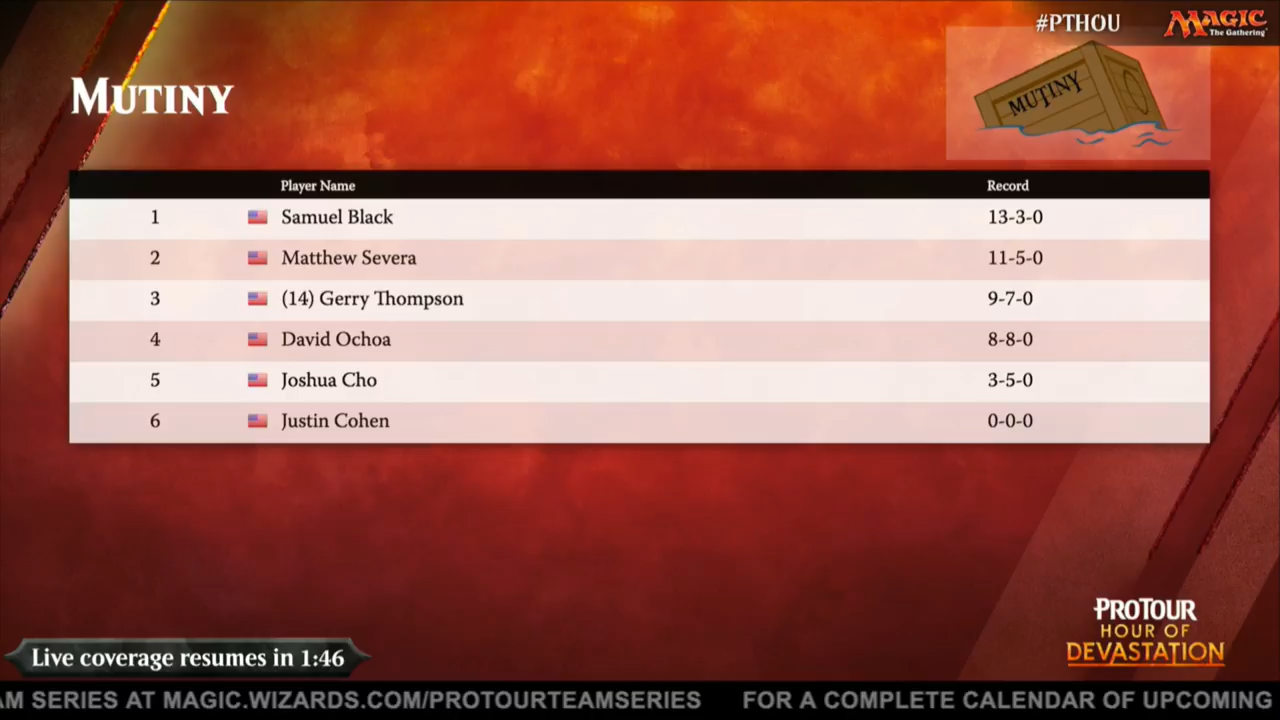 #PTHOU
MAGIC
The Gathering
MUTINY
MUTINY
Player Name Record
1 Samuel Black 13-3-0
2 Matthew Severa 11-5-0
3 (14) Gerry Thompson 9-7-0
4 David Ochoa 8-8-0
5 Joshua Cho 3-5-0
6 Justin Cohen 0-0-0
PROTOUR
HOUR OF
DEVASTATION
Live coverage resumes in 1:46
AM SERIES AT MAGIC.WIZARDS.COM/PROTOURTEAMSERIES FOR A COMPLETE CALENDAR OF UPCOMING